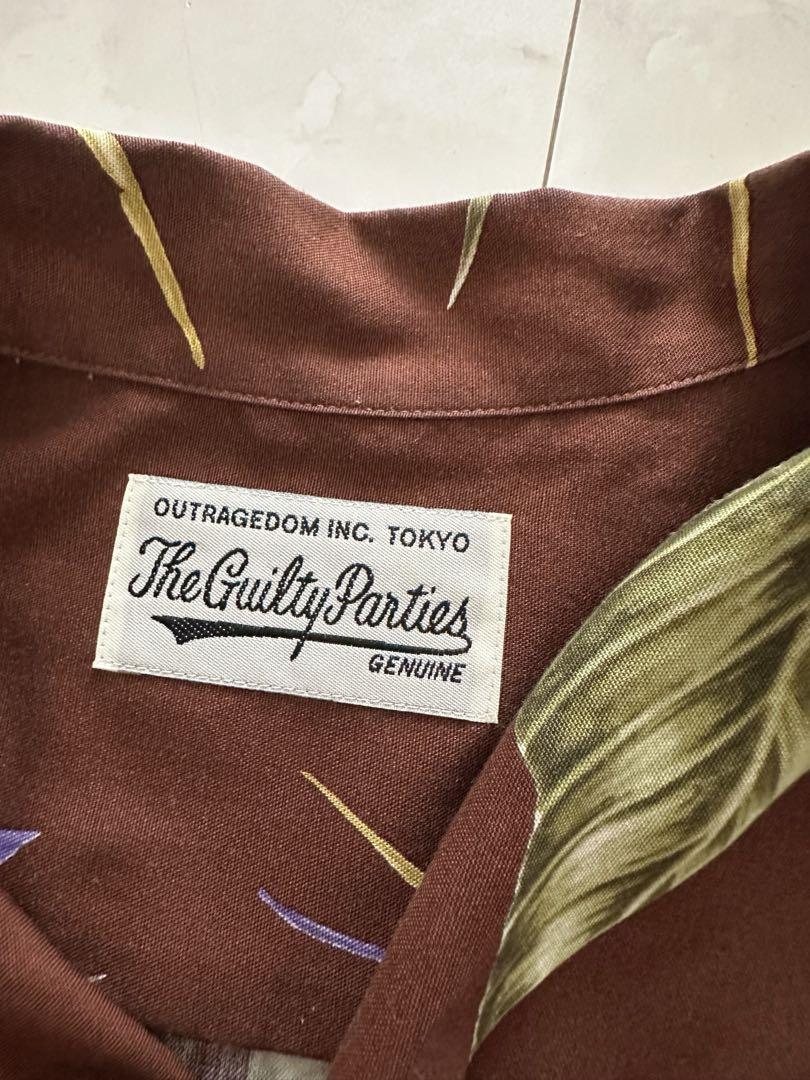 OUTRAGEDOM INC. TOKYO
The Guilty Parties
GENUINE